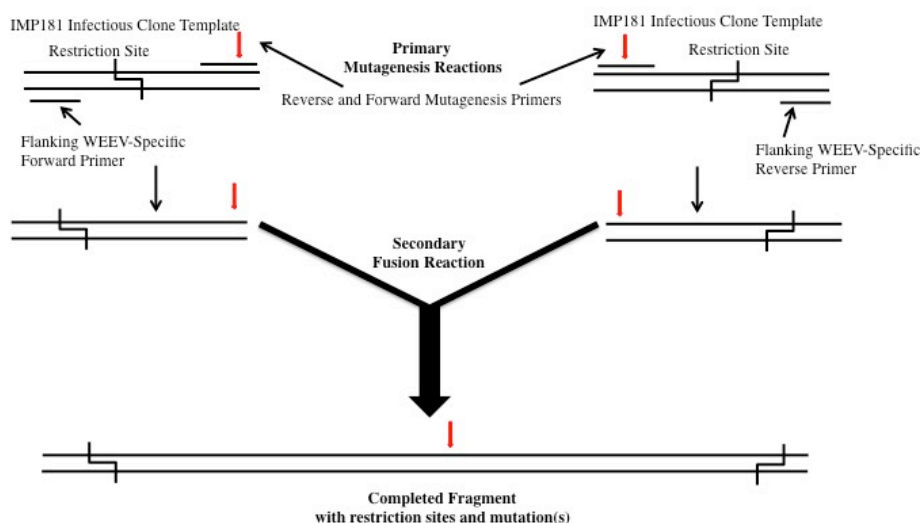 IMP181 Infectious Clone Template
Restriction Site
Primary
Mutagenesis Reactions
IMP181 Infectious Clone Template
Restriction Site
Reverse and Forward Mutagenesis Primers
Flanking WEEV-Specific
Forward Primer
Flanking WEEV-Specific
Reverse Primer
Secondary
Fusion Reaction
Completed Fragment
with restriction sites and mutation(s)